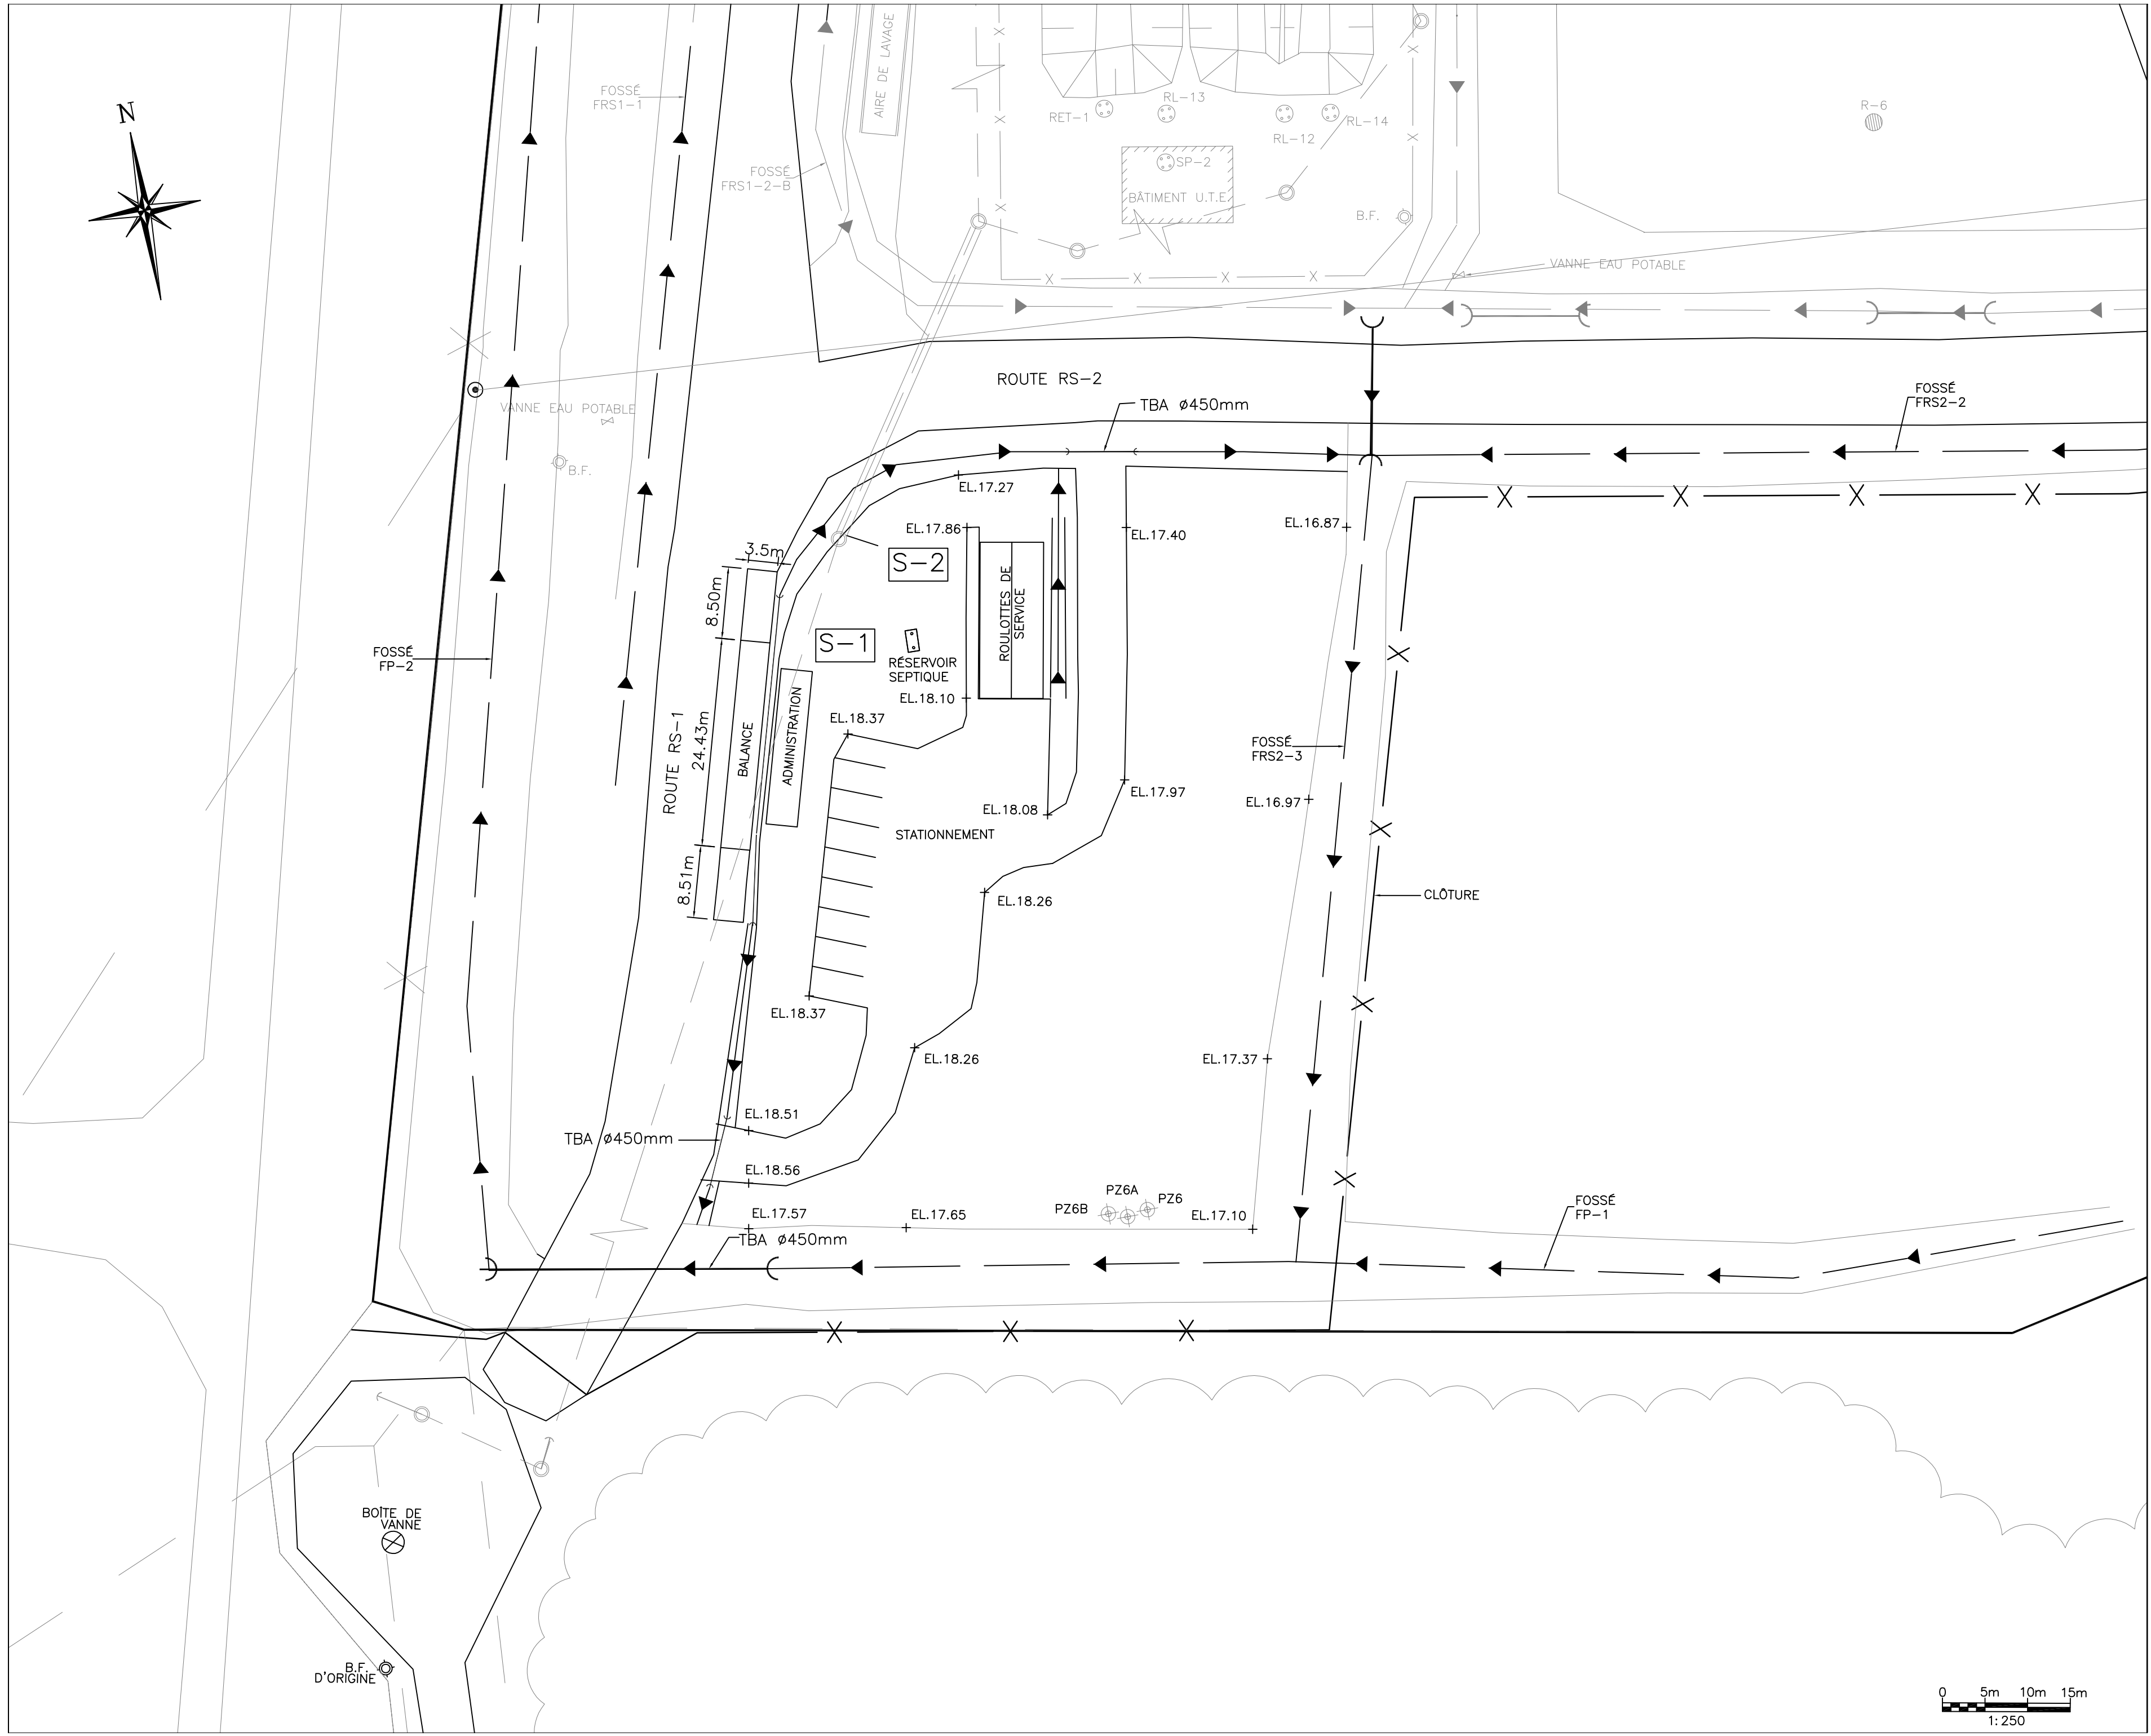 N
FOSSÉ
FRS1-1
AIRE DE LAVAGE
RET-1
RL-13
RL-12
RL-14
SP-2
BÂTIMENT U.T.E.
B.F.
R-6
FOSSÉ
FRS1-2-B
VANNE EAU POTABLE
ROUTE RS-2
TBA ø450mm
FOSSÉ
FRS2-2
VANNE EAU POTABLE
B.F.
EL.17.27
EL.17.86
EL.17.40
EL.16.87
3.5m
S-2
8.50m
ROULOTTES DE
SERVICE
S-1
RÉSERVOIR
SEPTIQUE
FOSSÉ
FP-2
EL.18.10
EL.18.37
ROUTE RS-1
24.43m
BALANCE
ADMINISTRATION
FOSSÉ
FRS2-3
EL.17.97
EL.16.97
EL.18.08
STATIONNEMENT
8.51m
EL.18.26
CLÔTURE
EL.18.37
EL.18.26
EL.17.37
EL.18.51
TBA ø450mm
EL.18.56
PZ6A
PZ6
PZ6B
EL.17.57
EL.17.65
EL.17.10
FOSSÉ
FP-1
TBA ø450mm
BOÎTE DE
VANNE
B.F.
D'ORIGINE
0 5m 10m 15m
1:250